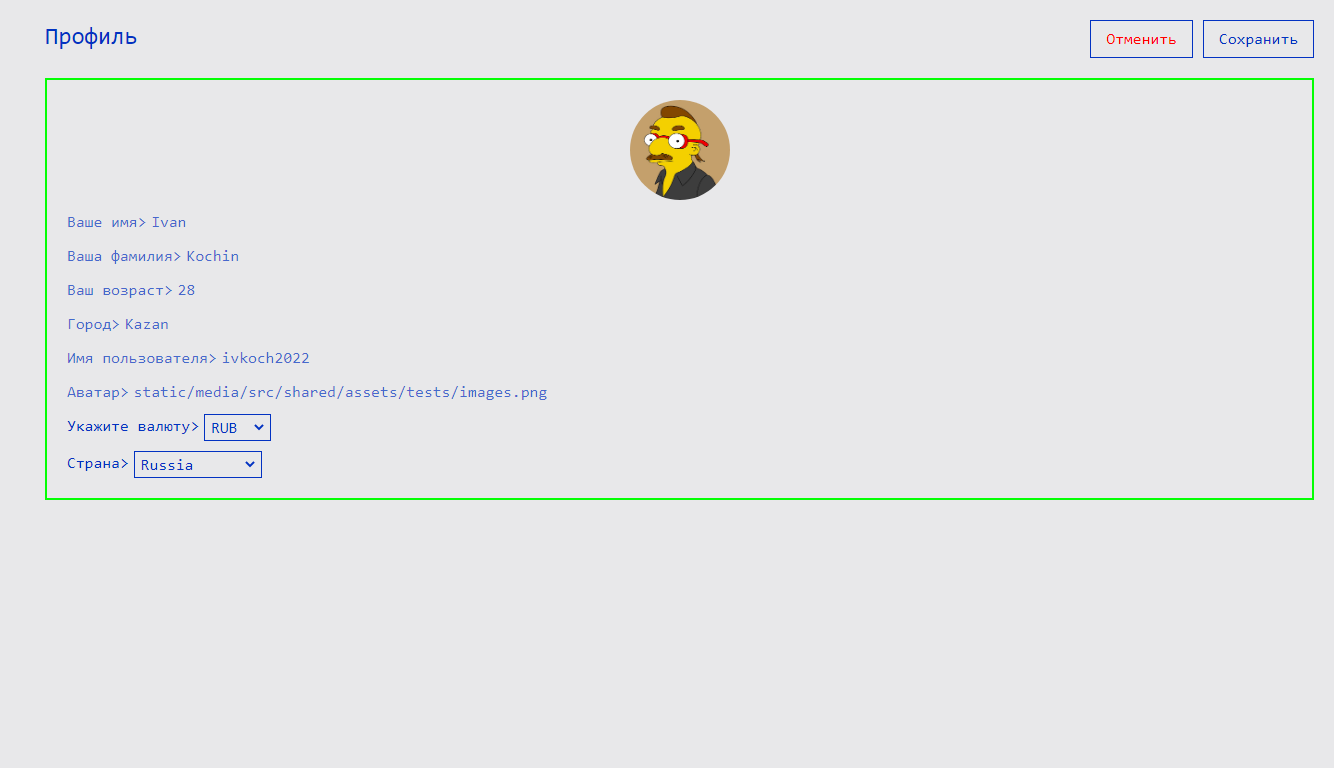 Профиль
Отменить
Сохранить
Ваше имя> Ivan
Ваша фамилия> Kochin
Ваш возраст> 28
Город> Kazan
Имя пользователя> ivkoch2022
Аватар> static/media/src/shared/assets/tests/images.png
Укажите валюту> RUB
Страна> Russia